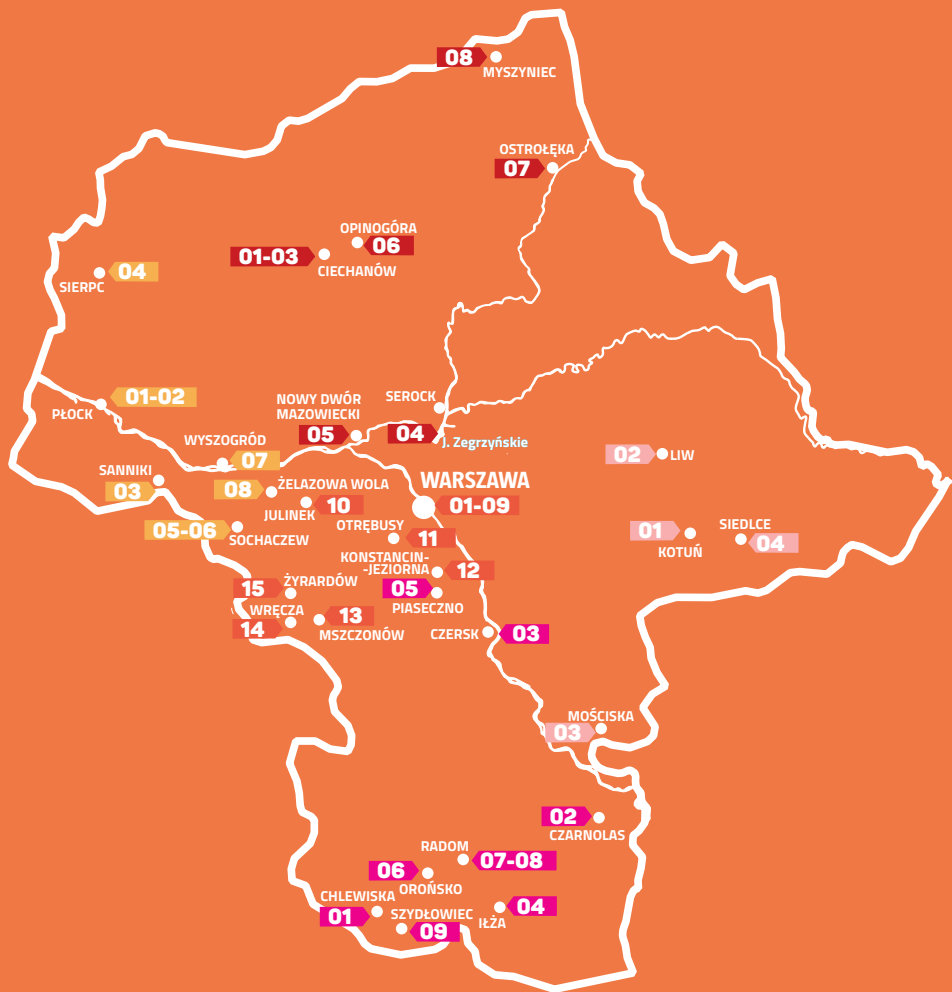 08
MYSZYNIEC
OSTROŁĘKA
07
OPINOGÓRA
06
01-03
CIECHANÓW
04
SIERPC
01-02
PŁOCK
NOWY DWÓR
MAZOWIECKI
05
SEROCK
04
J. Zegrzyńskie
WYSZOGRÓD
07
SANNIKI
03
08
ŻELAZOWA WOLA
JULINEK
10
WARSZAWA
01-09
02
LIW
05-06
SOCHACZEW
OTRĘBUSY
11
01
KOTUŃ
SIEDLCE
04
KONSTANCIN-
-JEZIORNA
12
05
PIASECZNO
15
ŻYRARDÓW
WRĘCZA
14
13
MSZCZONÓW
CZERSK
03
MOŚCISKA
03
02
CZARNOLAS
RADOM
07-08
06
OROŃSKO
CHLEWISKA
01
SZYDŁOWIEC
09
IŁŻA
04